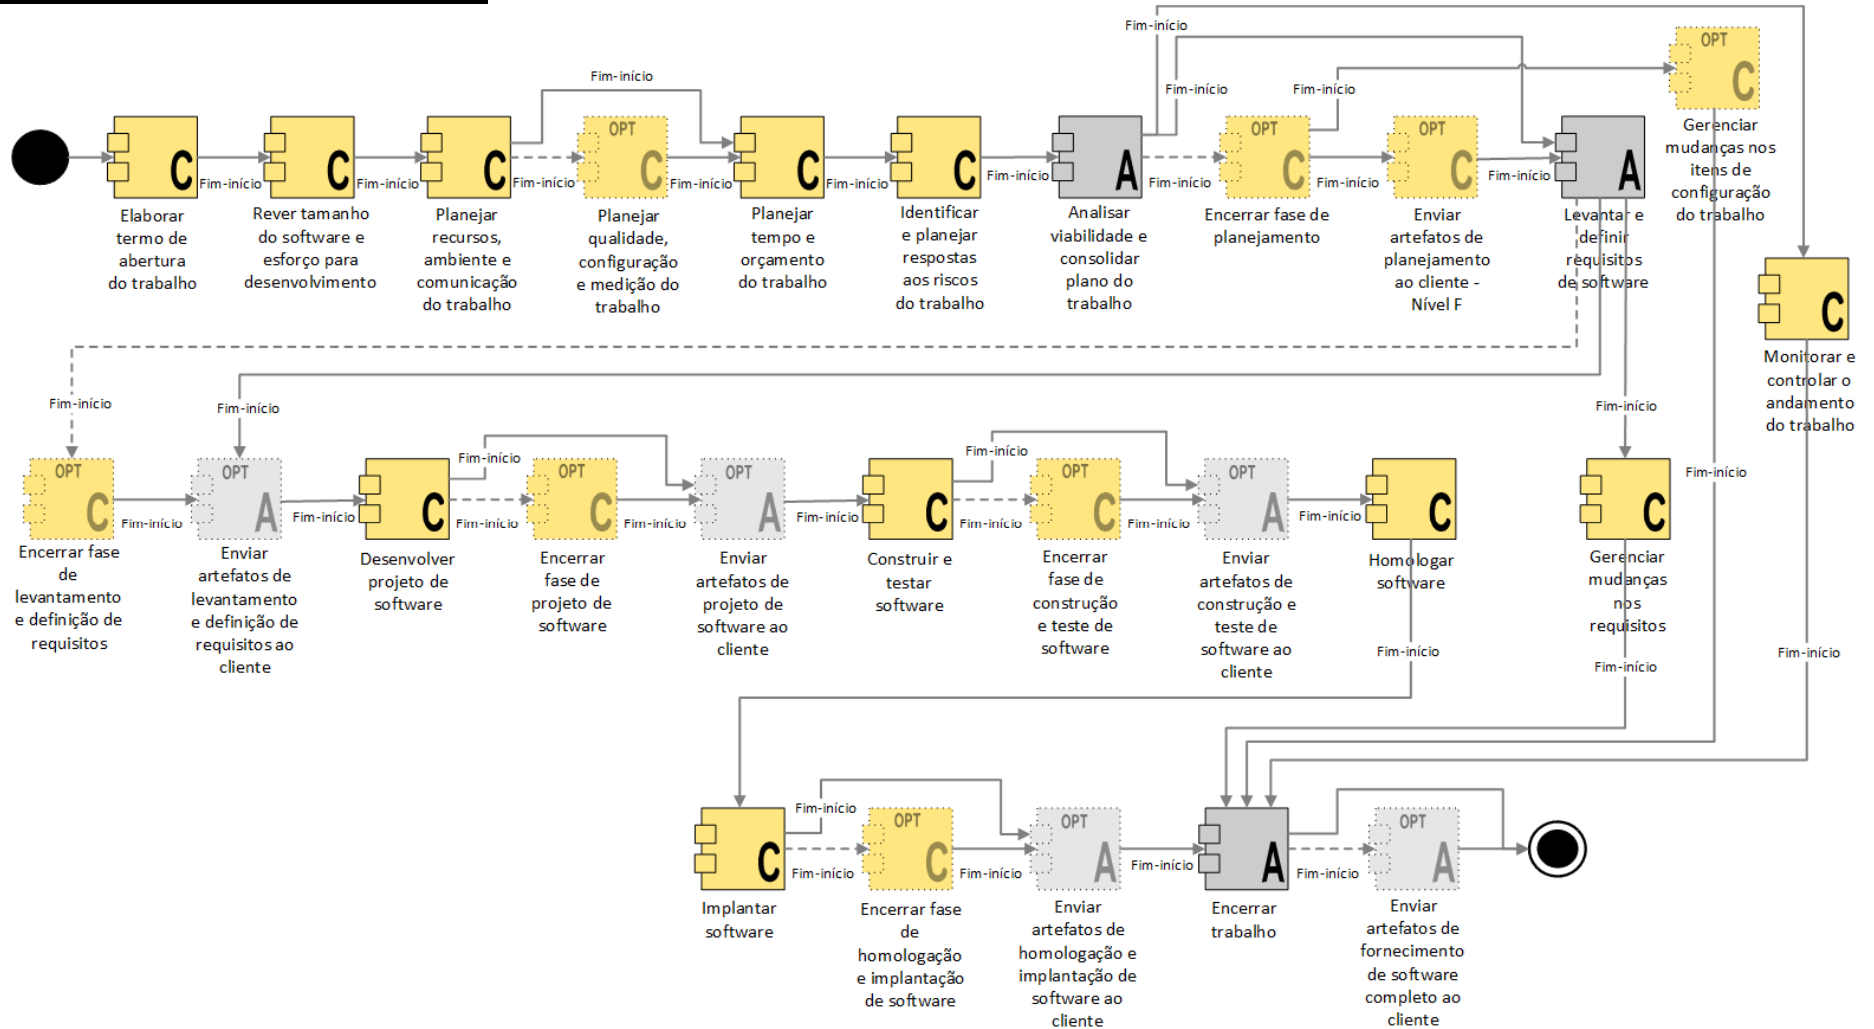 Fim-início
OPT
C
Gerenciar
mudanças nos
itens de
configuração
do trabalho
Fim-início
Fim-início
Fim-início
C
Elaborar
termo de
abertura
do trabalho
Fim-início
C
Rever tamanho
do software e
esforço para
desenvolvimento
Fim-início
C
Planejar
recursos,
ambiente e
comunicação
do trabalho
Fim-início
OPT
C
Planejar
qualidade,
configuração
e medição do
trabalho
Fim-início
C
Planejar
tempo e
orçamento
do trabalho
Fim-início
C
Identificar
e planejar
respostas
aos riscos
do trabalho
Fim-início
A
Analisar
viabilidade e
consolidar
plano do
trabalho
Fim-início
OPT
C
Encerrar fase de
planejamento
Fim-início
OPT
C
Enviar
artefatos de
planejamento
ao cliente -
Nível F
Fim-início
A
Levantar e
definir
requisitos
de software
C
Monitorar e
controlar o
andamento
do trabalho
Fim-início
Fim-início
Fim-início
Fim-início
Fim-início
Fim-início
OPT
C
Encerrar fase
de
levantamento
e definição de
requisitos
Fim-início
OPT
A
Enviar
artefatos de
levantamento
e definição de
requisitos ao
cliente
Fim-início
C
Desenvolver
projeto de
software
Fim-início
OPT
C
Encerrar
fase de
projeto de
software
Fim-início
OPT
A
Enviar
artefatos de
projeto de
software ao
cliente
Fim-início
C
Construir e
testar
software
Fim-início
OPT
C
Encerrar
fase de
construção
e teste de
software
Fim-início
OPT
A
Enviar
artefatos de
construção e
teste de
software ao
cliente
Fim-início
C
Homologar
software
C
Gerenciar
mudanças
nos
requisitos
Fim-início
Fim-início
Fim-início
Fim-início
C
Implantar
software
Fim-início
OPT
C
Encerrar fase
de
homologação
e implantação
de software
Fim-início
OPT
A
Enviar
artefatos de
homologação e
implantação de
software ao
cliente
Fim-início
A
Encerrar
trabalho
Fim-início
OPT
A
Enviar
artefatos de
fornecimento
de software
completo ao
cliente